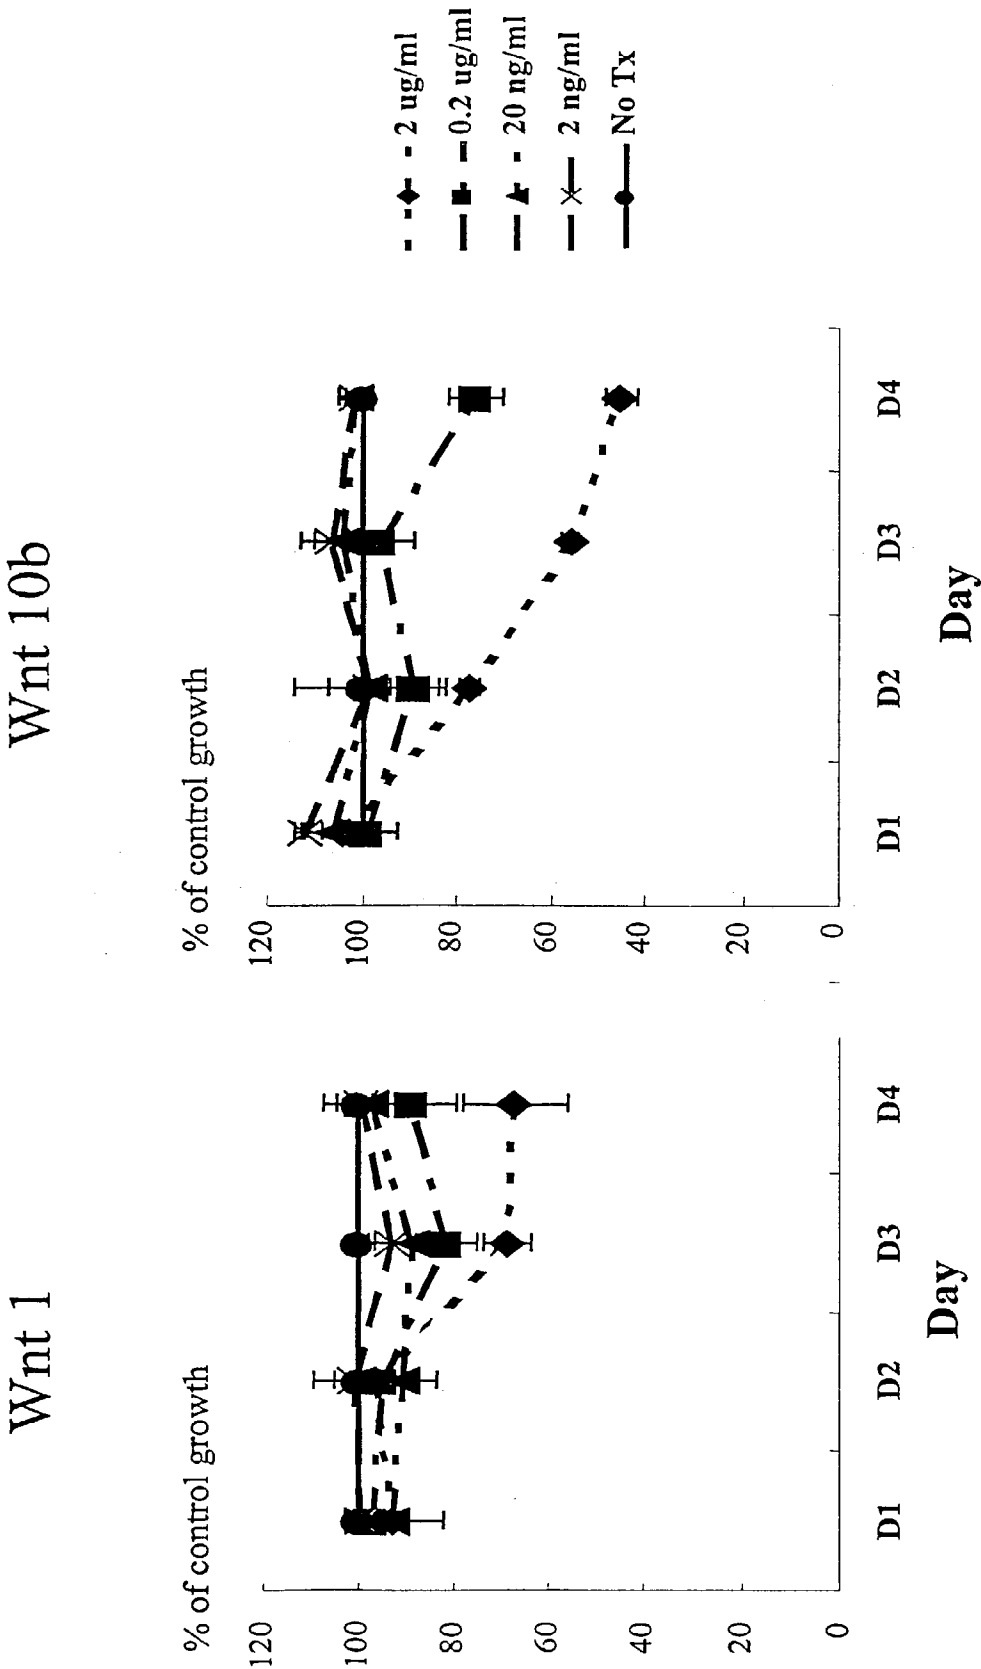 Wnt 1
% of control growth
120
100
80
60
40
20
0
D1
D2
D3
D4
Day
Wnt 10b
% of control growth
120
100
80
60
40
20
0
D1
D2
D3
D4
Day
2 ug/ml
0.2 ug/ml
20 ng/ml
2 ng/ml
No Tx